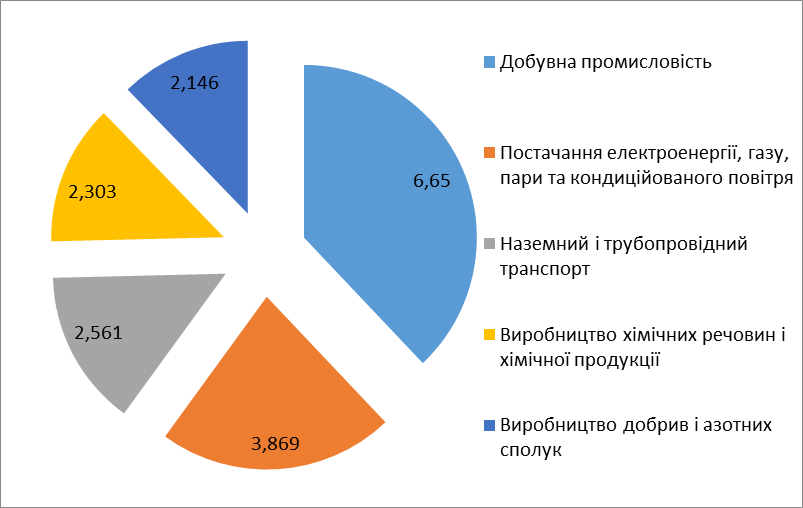 2,146
6,65
2,303
2,561
3,869
Добувна промисловість
Постачання електроенергії, газу,
пари та кондиційованого повітря
Наземний і трубопровідний
транспорт
Виробництво хімічних речовин і
хімічної продукції
Виробництво добрив і азотних
сполук